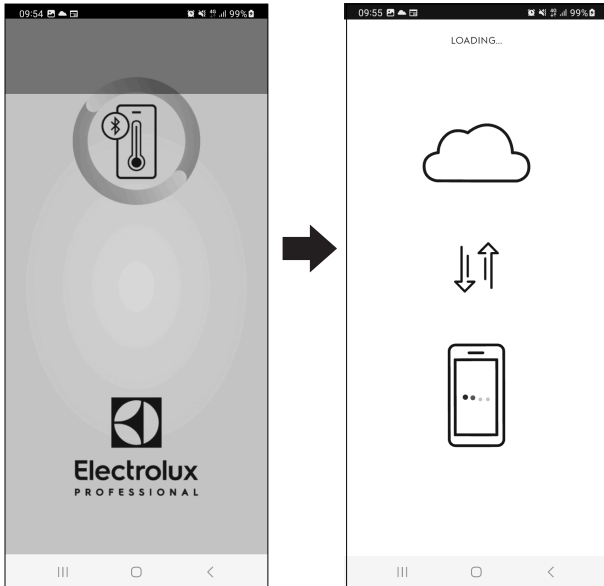 09:54 99%
Electrolux
PROFESSIONAL
09:55 99%
LOADING...